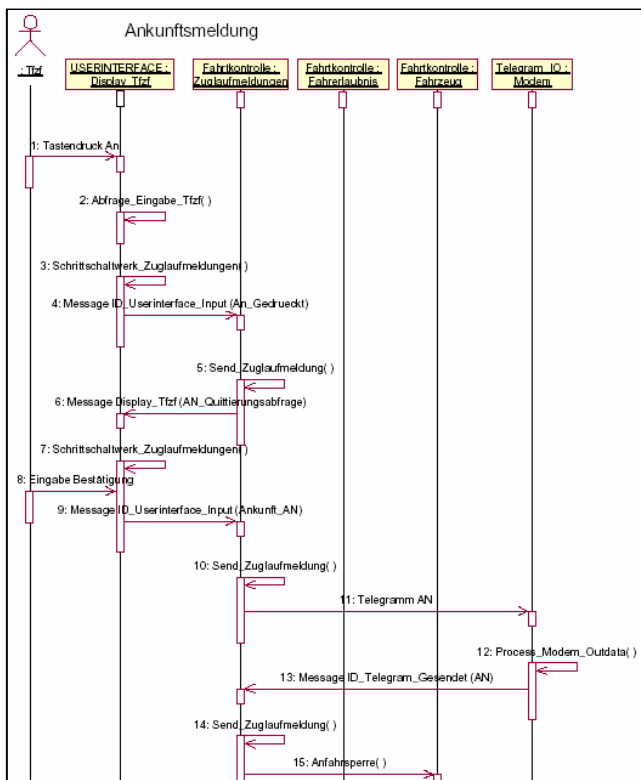 Ankunftsmeldung
: Tfzf
USERINTERFACE :
Display_Tfzf
Fahrtkontrolle :
Zuglaufmeldungen
Fahrtkontrolle :
Fahrerlaubnis
Fahrtkontrolle :
Fahrzeug
Telegram_IO :
Modem
1: Tastendruck An
2: Abfrage_Eingabe_Tfzf( )
3: Schrittschaltwerk_Zuglaufmeldungen( )
4: Message ID_Userinterface_Input (An_Gedrueckt)
5: Send_Zuglaufmeldung( )
6: Message Display_Tfzf (AN_Quittierungsabfrage)
7: Schrittschaltwerk_Zuglaufmeldungen( )
8: Eingabe Bestätigung
9: Message ID_Userinterface_Input (Ankunft_AN)
10: Send_Zuglaufmeldung( )
11: Telegramm AN
12: Process_Modem_Outdata( )
13: Message ID_Telegram_Gesendet (AN)
14: Send_Zuglaufmeldung( )
15: Anfahrsperre( )